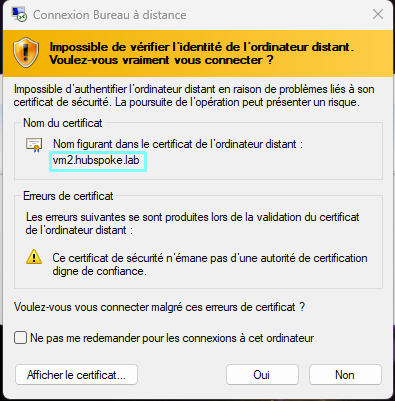 Connexion Bureau à distance
Impossible de vérifier l'identité de l'ordinateur distant.
Voulez-vous vraiment vous connecter ?
Impossible d'authentifier l'ordinateur distant en raison de problèmes liés à son
certificat de sécurité. La poursuite de l'opération peut présenter un risque.
Nom du certificat
Nom figurant dans le certificat de l'ordinateur distant :
vm2.hubspoke.lab
Erreurs de certificat
Les erreurs suivantes se sont produites lors de la validation du certificat
de l'ordinateur distant :
Ce certificat de sécurité n'émane pas d'une autorité de certification
digne de confiance.
Voulez-vous vous connecter malgré ces erreurs de certificat ?
Ne pas me redemander pour les connexions à cet ordinateur
Afficher le certificat...
Oui
Non